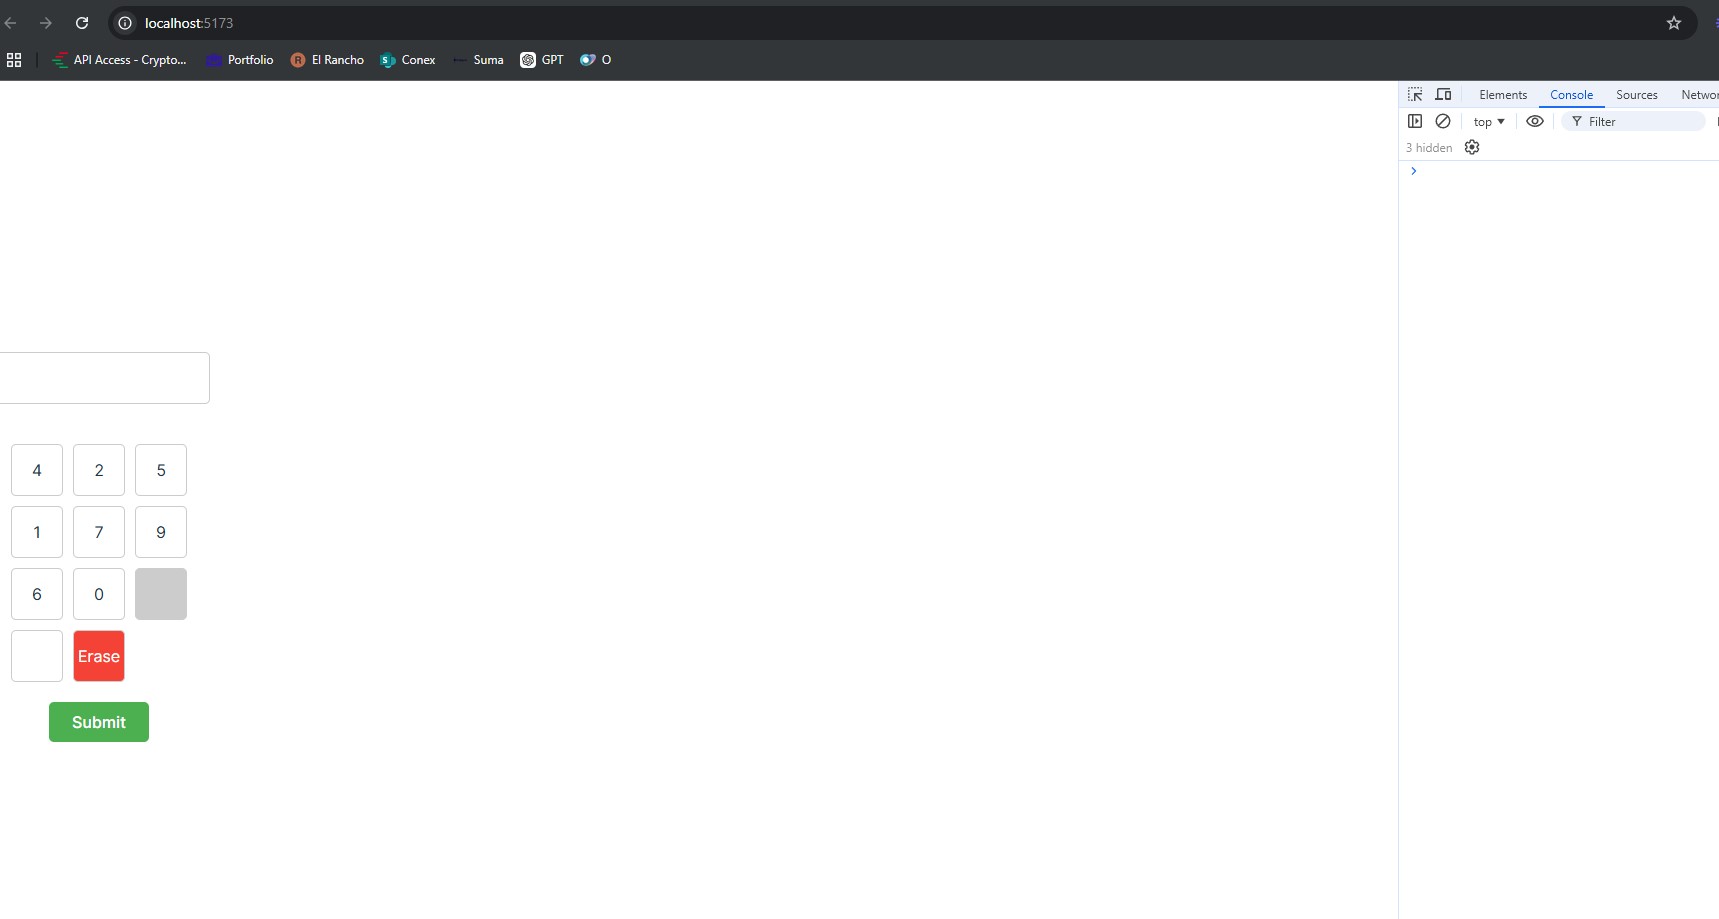 localhost:5173
API Access - Crypto... Portfolio R El Rancho S Conex Suma GPT O
Elements Console Sources
top Filter
3 hidden
4 2 5
1 7 9
6 0
Erase
Submit